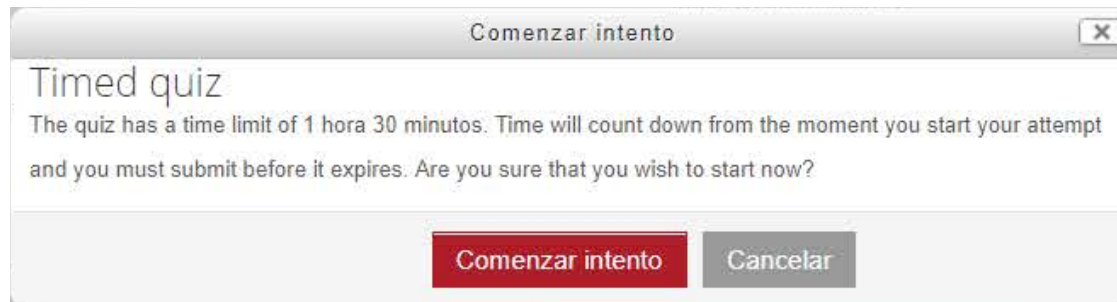 Comenzar intento
Timed quiz
The quiz has a time limit of 1 hora 30 minutos. Time will count down from the moment you start your attempt
and you must submit before it expires. Are you sure that you wish to start now?
Comenzar intento Cancelar